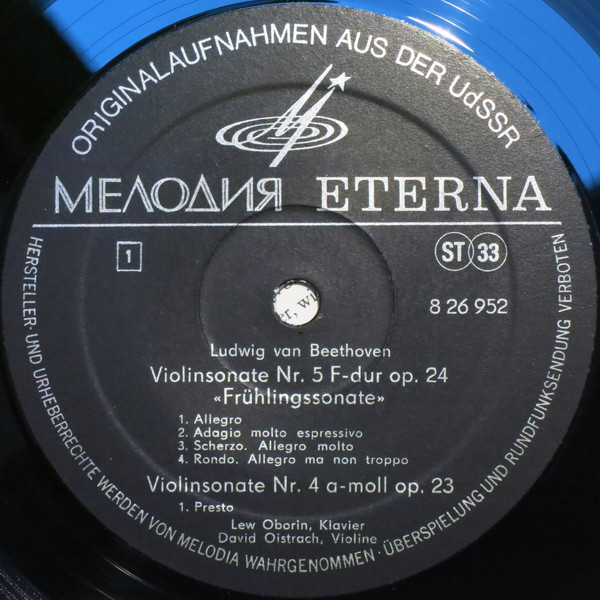 ORIGINALAUFNAHMEN AUS DER UdSSR
МЕЛОДИЯ ETERNA
1
ST 33
8 26 952
Ludwig van Beethoven
Violinsonate Nr. 5 F-dur op. 24
«Frühlingssonate»
1. Allegro
2. Adagio molto espressivo
3. Scherzo. Allegro molto
4. Rondo. Allegro ma non troppo
Violinsonate Nr. 4 a-moll op. 23
1. Presto
Lew Oborin, Klavier
David Oistrach, Violine
HERSTELLER- UND URHEBERRECHTE WERDEN VON MELODIA WAHRGENOMMEN · ÜBERSPIELUNG UND RUNDFUNKSENDUNG VERBOTEN